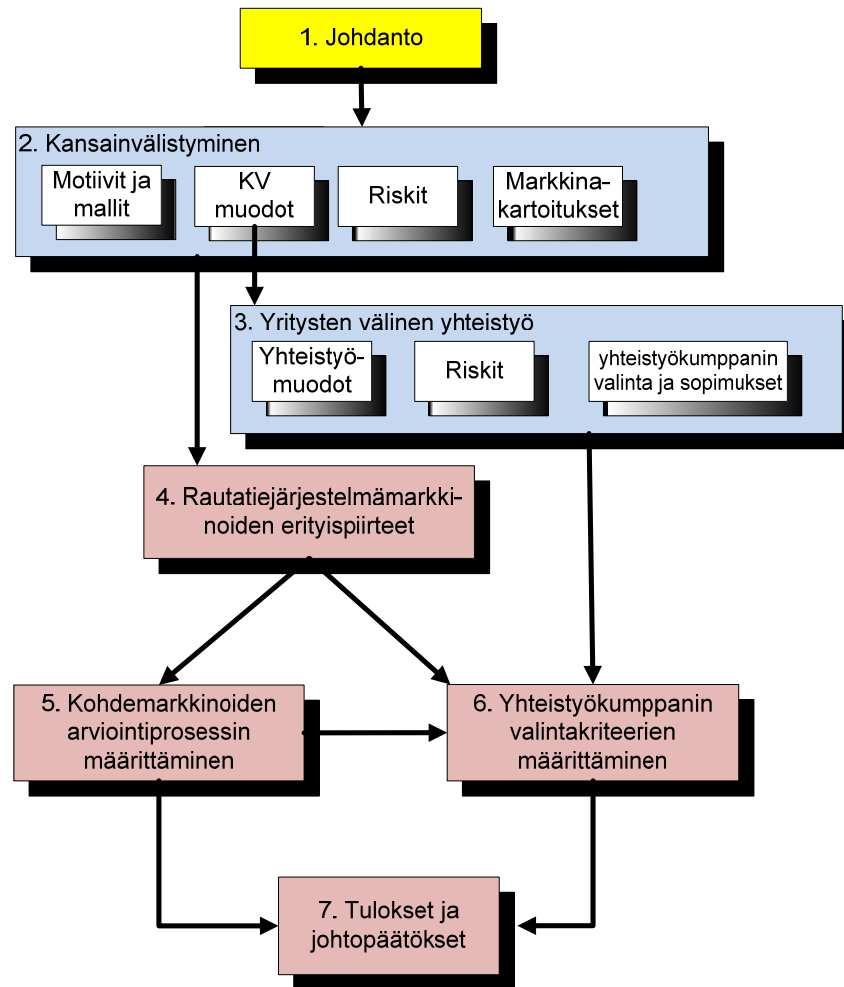 1. Johdanto
2. Kansainvälistyminen
Motiivit ja
mallit
KV
muodot
Riskit
Markkina-
kartoitukset
3. Yritysten välinen yhteistyö
Yhteistyö-
muodot
Riskit
yhteistyökumppanin
valinta ja sopimukset
4. Rautatiejärjestelmämarkki-
noiden erityispiirteet
5. Kohdemarkkinoiden
arviointiprosessin
määrittäminen
6. Yhteistyökumppanin
valintakriteerien
määrittäminen
7. Tulokset ja
johtopäätökset